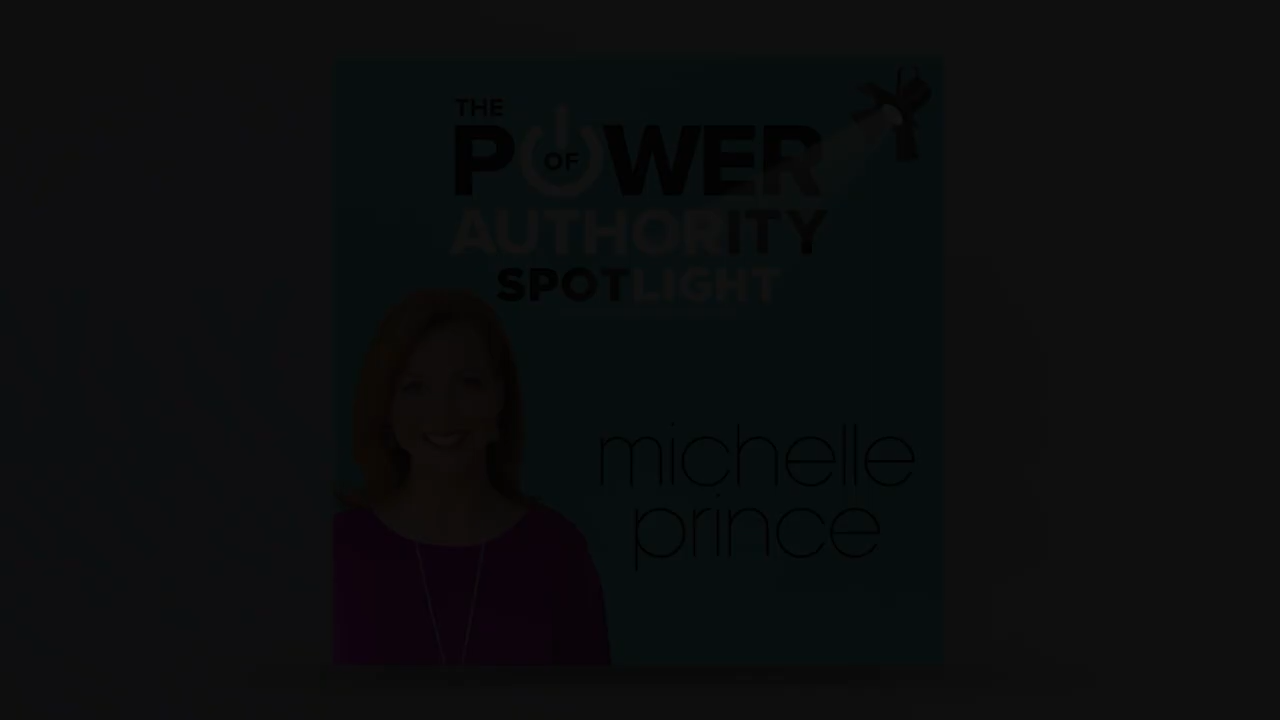 THE
POWER
OF
AUTHORITY
SPOTLIGHT
michelle
prince